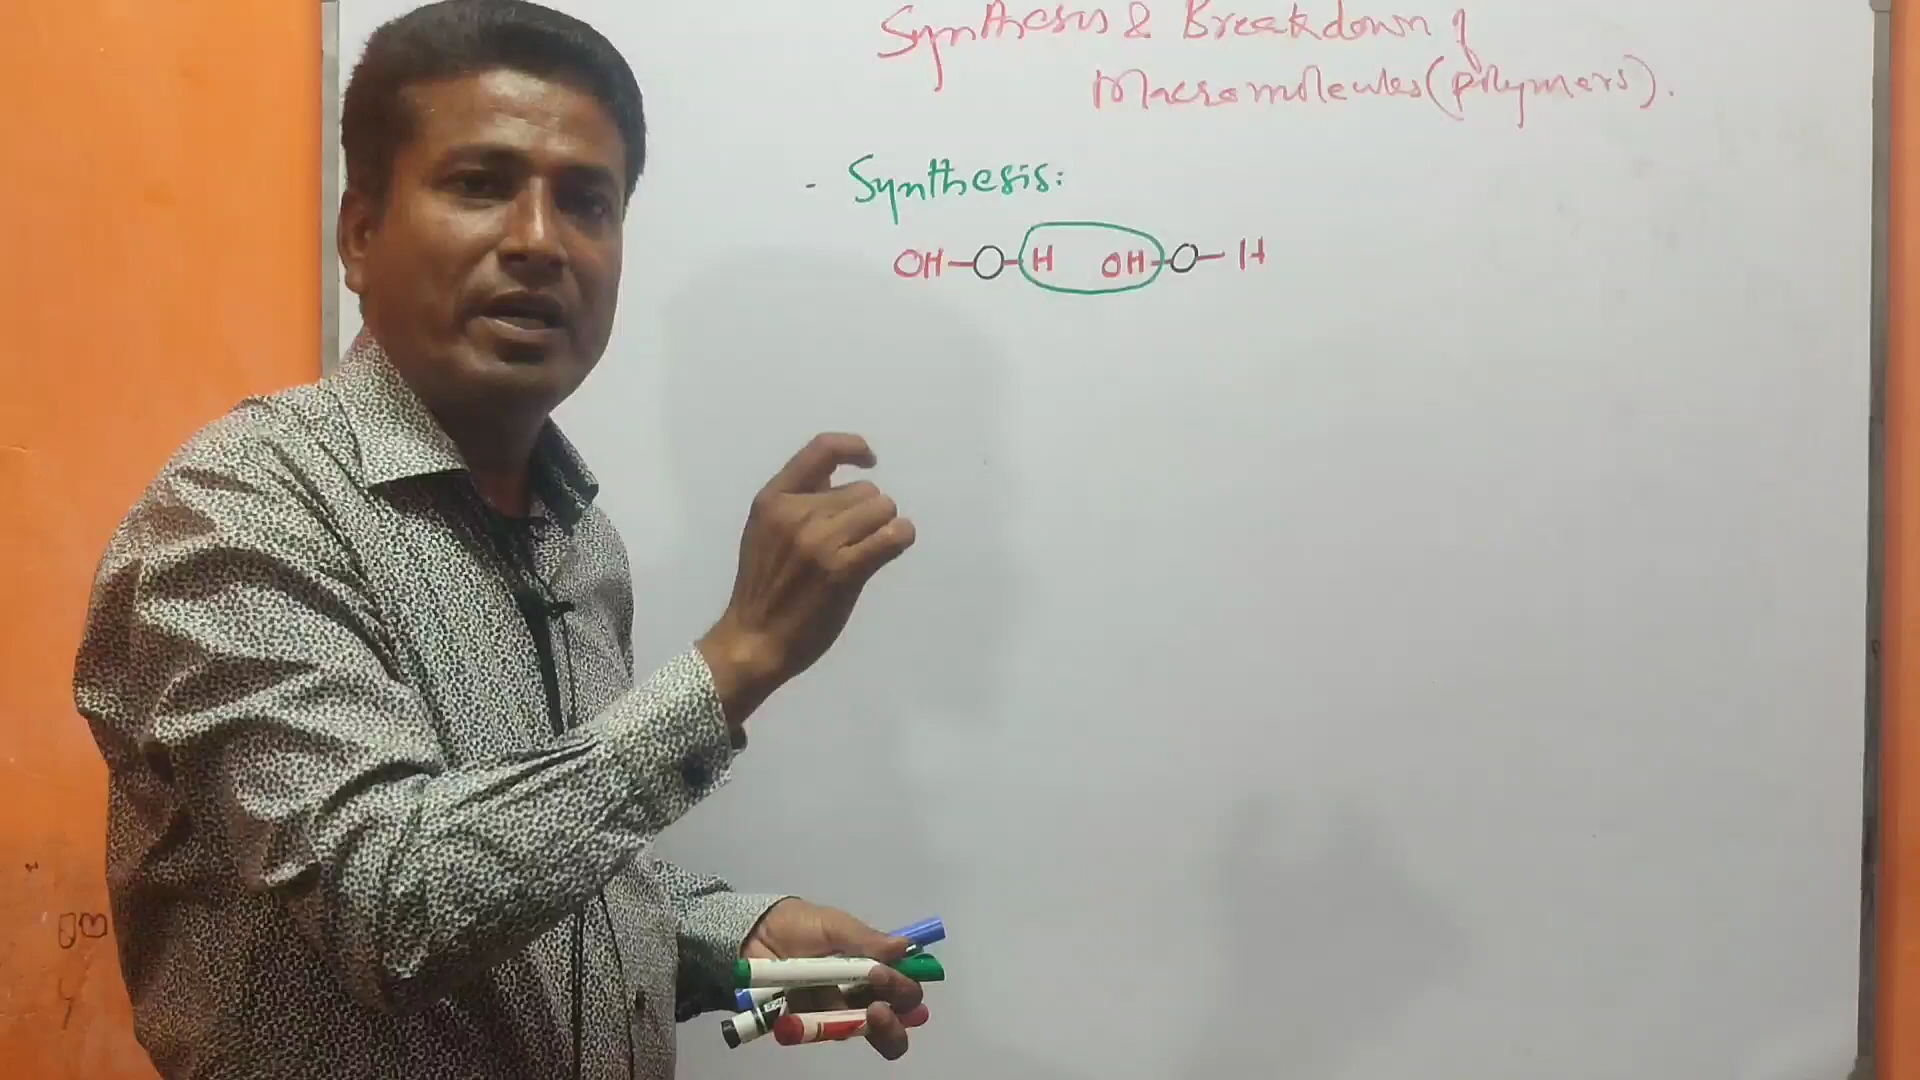 Synthesis & Breakdown of
Macromolecules (polymers).
- Synthesis:
OH-O-H OH-O-H